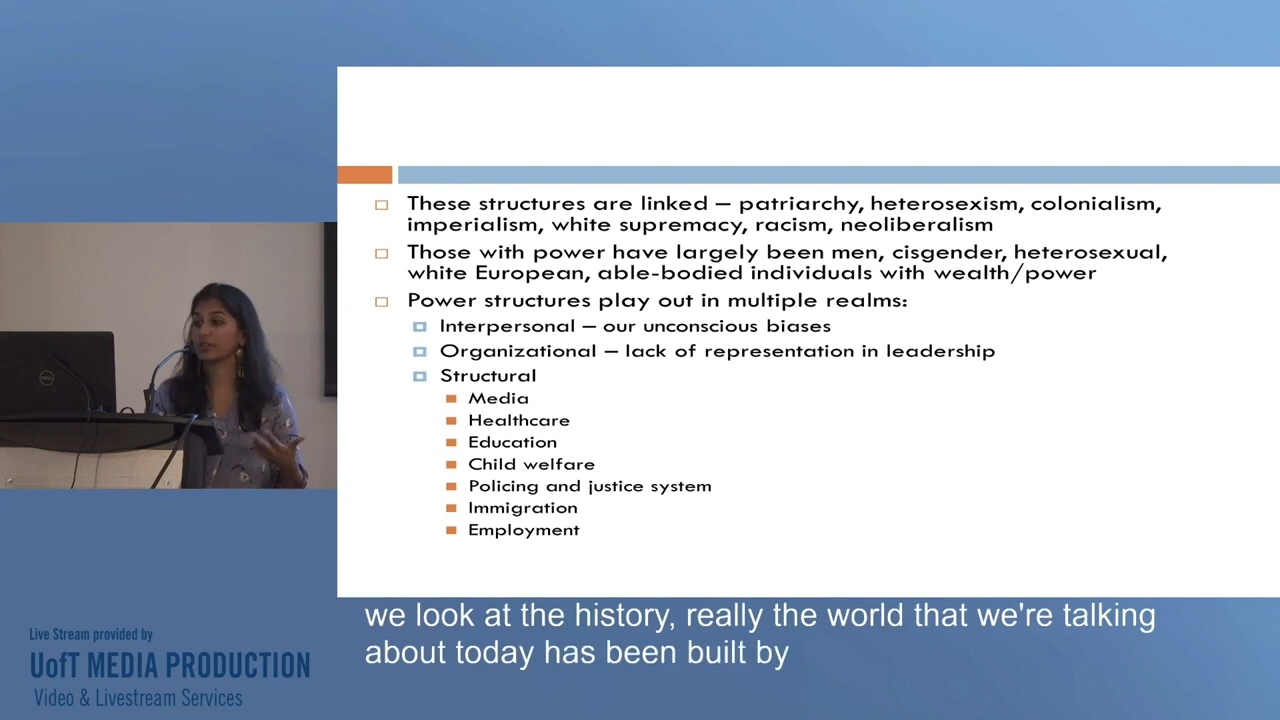 These structures are linked – patriarchy, heterosexism, colonialism,
imperialism, white supremacy, racism, neoliberalism
Those with power have largely been men, cisgender, heterosexual,
white European, able-bodied individuals with wealth/power
Power structures play out in multiple realms:
Interpersonal – our unconscious biases
Organizational – lack of representation in leadership
Structural
Media
Healthcare
Education
Child welfare
Policing and justice system
Immigration
Employment
we look at the history, really the world that we're talking
about today has been built by
Live Stream provided by
UofT MEDIA PRODUCTION
Video & Livestream Services
DELL